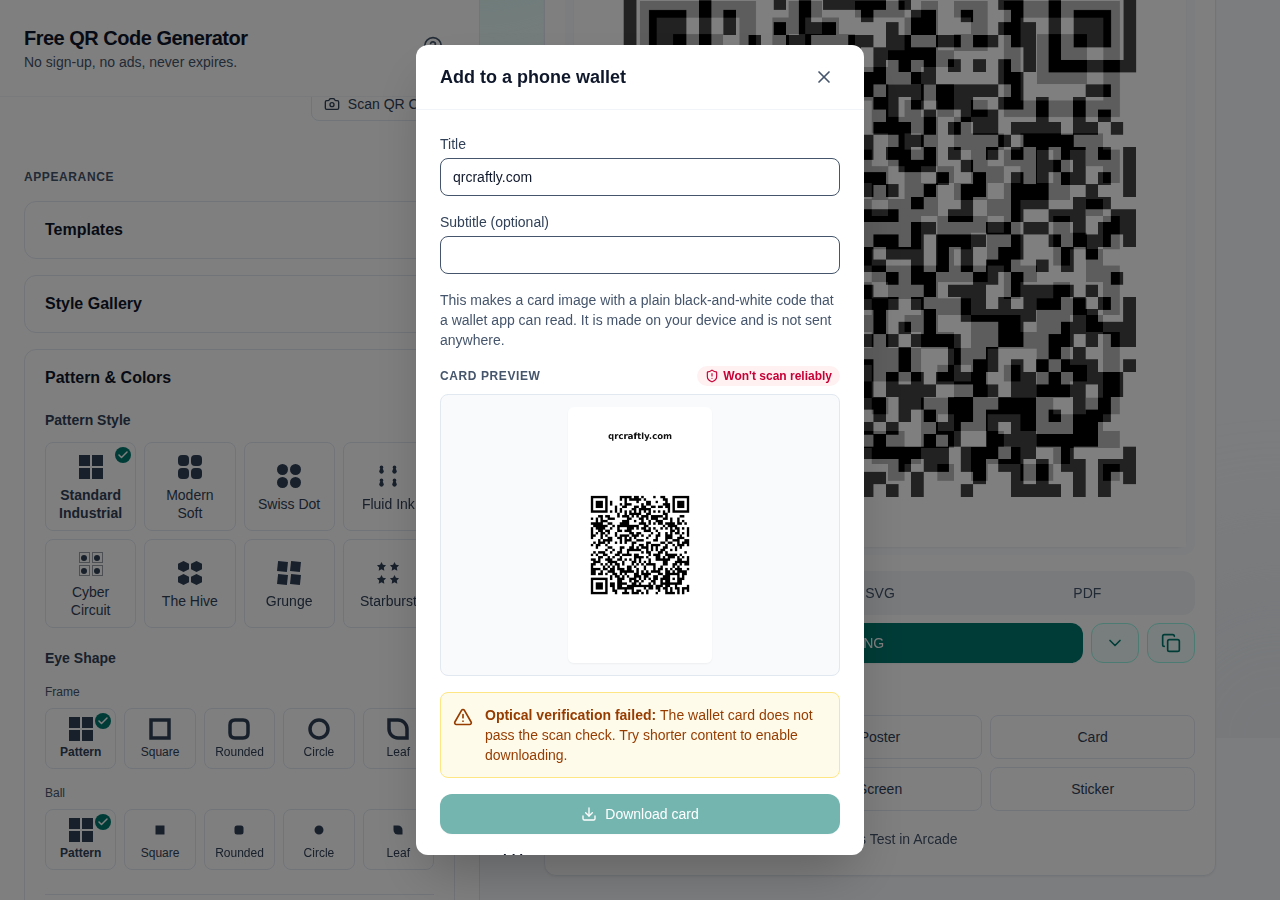 Free QR Code Generator
No sign-up, no ads, never expires.
Scan QR C
APPEARANCE
Templates
Style Gallery
Pattern & Colors
Pattern Style
Standard Industrial
Modern Soft
Swiss Dot
Fluid Ink
Cyber Circuit
The Hive
Grunge
Starburst
Eye Shape
Frame
Pattern
Square
Rounded
Circle
Leaf
Ball
Pattern
Square
Rounded
Circle
Leaf
Add to a phone wallet
Title
qrcraftly.com
Subtitle (optional)
This makes a card image with a plain black-and-white code that
a wallet app can read. It is made on your device and is not sent
anywhere.
CARD PREVIEW
Won't scan reliably
qrcraftly.com
Optical verification failed: The wallet card does not
pass the scan check. Try shorter content to enable
downloading.
Download card
SVG
PDF
NG
Poster
Card
Screen
Sticker
Test in Arcade